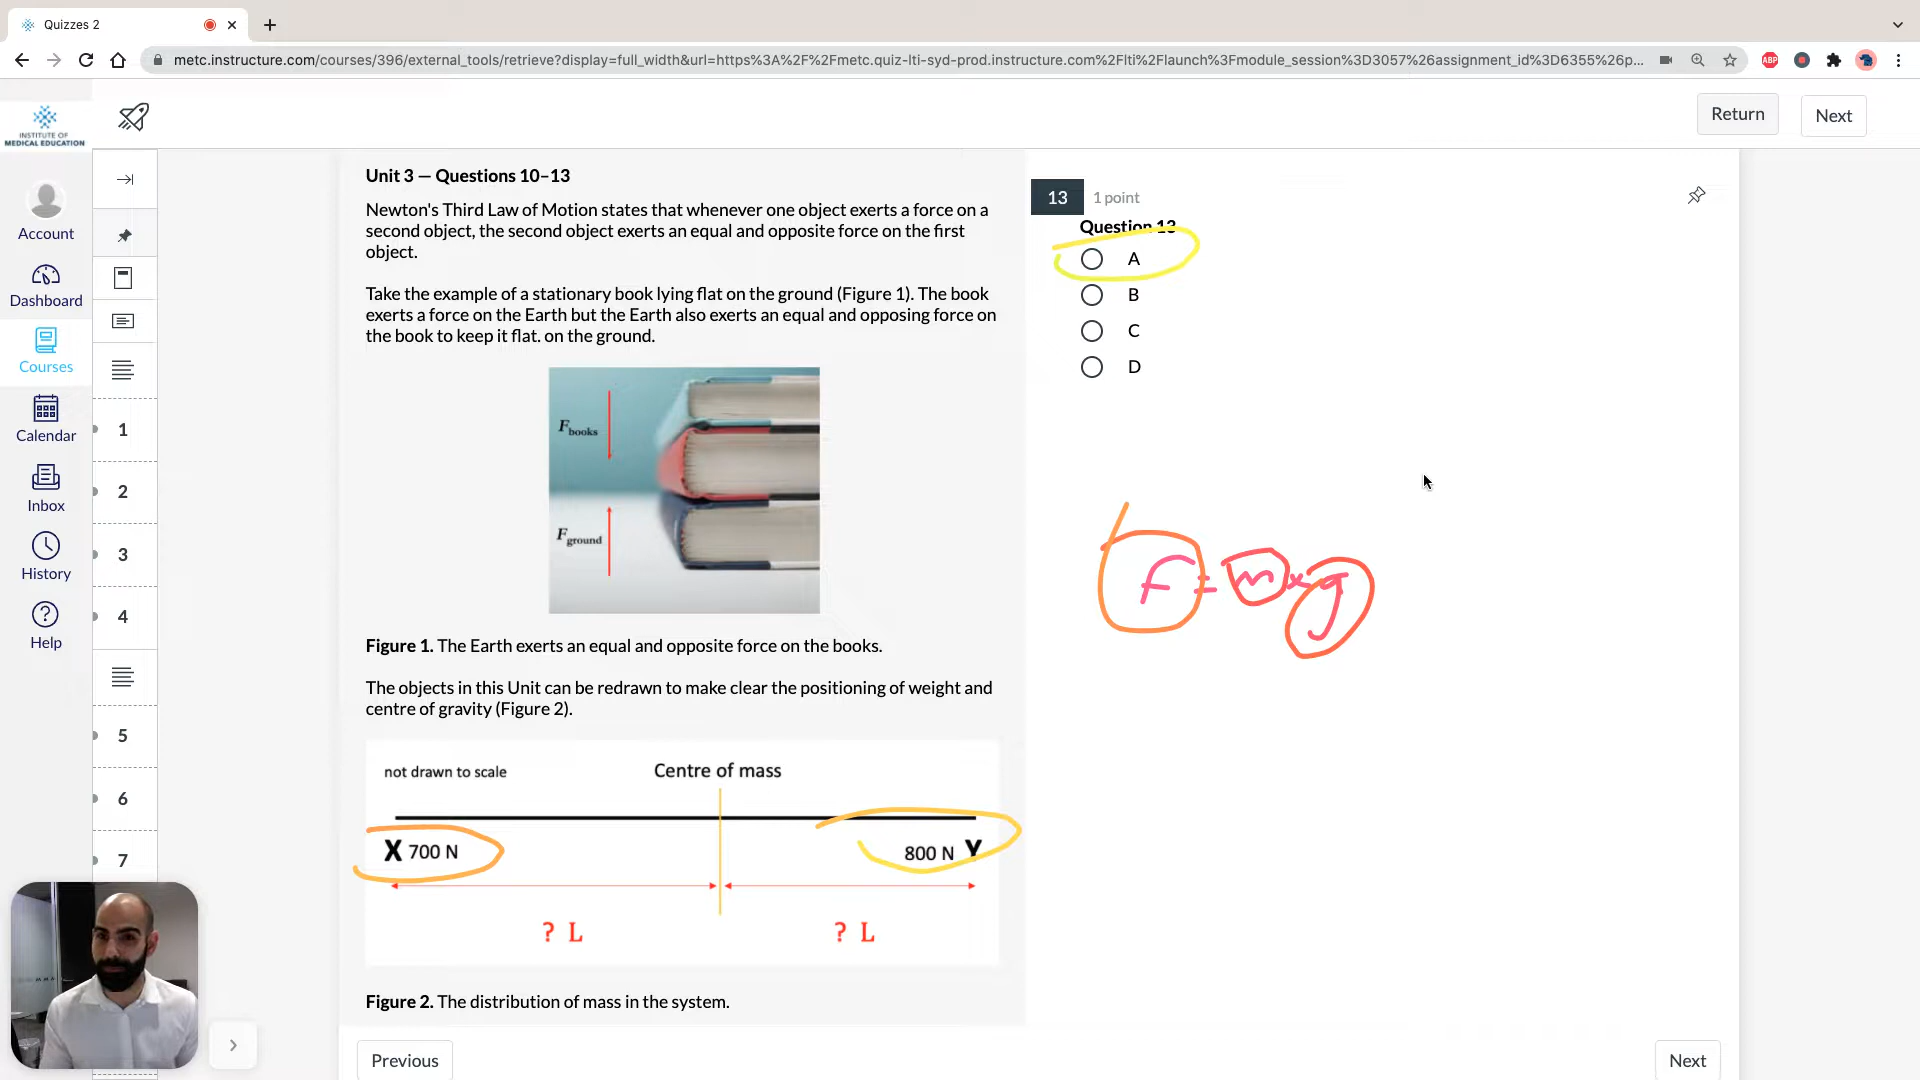 Quizzes 2
metc.instructure.com/courses/396/external_tools/retrieve?display=full_width&url=https%3A%2F%2Fmetc.quiz-lti-syd-prod.instructure.com%2Flti%2Flaunch%3Fmodule_session%3D3057%26assignment_id%3D6355%26p...
ABP
INSTITUTE OF
MEDICAL EDUCATION
Return
Next
Account
Dashboard
Courses
Calendar
Inbox
History
Help
1
2
3
4
5
6
7
Unit 3 — Questions 10–13
Newton's Third Law of Motion states that whenever one object exerts a force on a
second object, the second object exerts an equal and opposite force on the first
object.
Take the example of a stationary book lying flat on the ground (Figure 1). The book
exerts a force on the Earth but the Earth also exerts an equal and opposing force on
the book to keep it flat. on the ground.
Fbooks
Fground
Figure 1. The Earth exerts an equal and opposite force on the books.
The objects in this Unit can be redrawn to make clear the positioning of weight and
centre of gravity (Figure 2).
not drawn to scale
Centre of mass
X 700 N
800 N Y
? L
? L
Figure 2. The distribution of mass in the system.
Previous
13
1 point
Question 13
A
B
C
D
F = m × g
Next